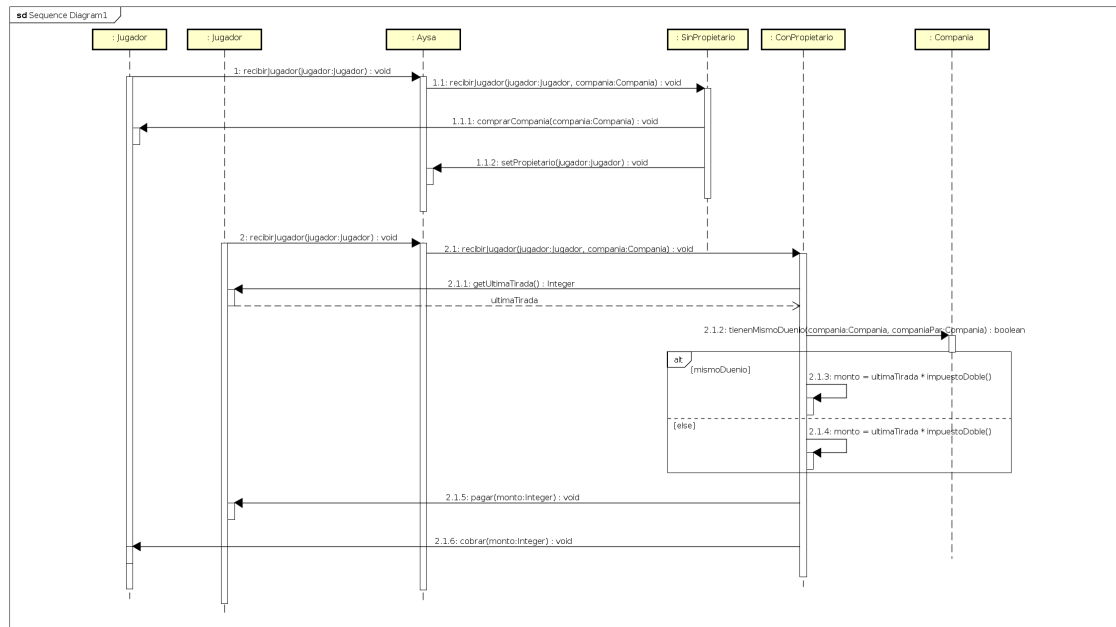 sd Sequence Diagram1
: Jugador
: Jugador
: Aysa
: SinPropietario
: ConPropietario
: Compania
1: recibirJugador(jugador:Jugador) : void
1.1: recibirJugador(jugador:Jugador, compania:Compania) : void
1.1.1: comprarCompania(compania:Compania) : void
1.1.2: setPropietario(jugador:Jugador) : void
2: recibirJugador(jugador:Jugador) : void
2.1: recibirJugador(jugador:Jugador, compania:Compania) : void
2.1.1: getUltimaTirada() : Integer
ultimaTirada
2.1.2: tienenMismoDuenio(compania:Compania, companiaPar:Compania) : boolean
alt
[mismoDuenio]
2.1.3: monto = ultimaTirada * impuestoDoble()
[else]
2.1.4: monto = ultimaTirada * impuestoDoble()
2.1.5: pagar(monto:Integer) : void
2.1.6: cobrar(monto:Integer) : void